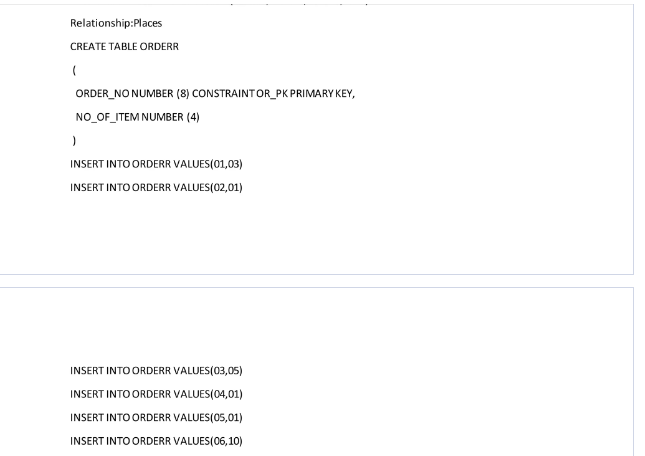 Relationship:Places
CREATE TABLE ORDERR
(
ORDER_NO NUMBER (8) CONSTRAINT OR_PK PRIMARY KEY,
NO_OF_ITEM NUMBER (4)
)
INSERT INTO ORDERR VALUES(01,03)
INSERT INTO ORDERR VALUES(02,01)
INSERT INTO ORDERR VALUES(03,05)
INSERT INTO ORDERR VALUES(04,01)
INSERT INTO ORDERR VALUES(05,01)
INSERT INTO ORDERR VALUES(06,10)